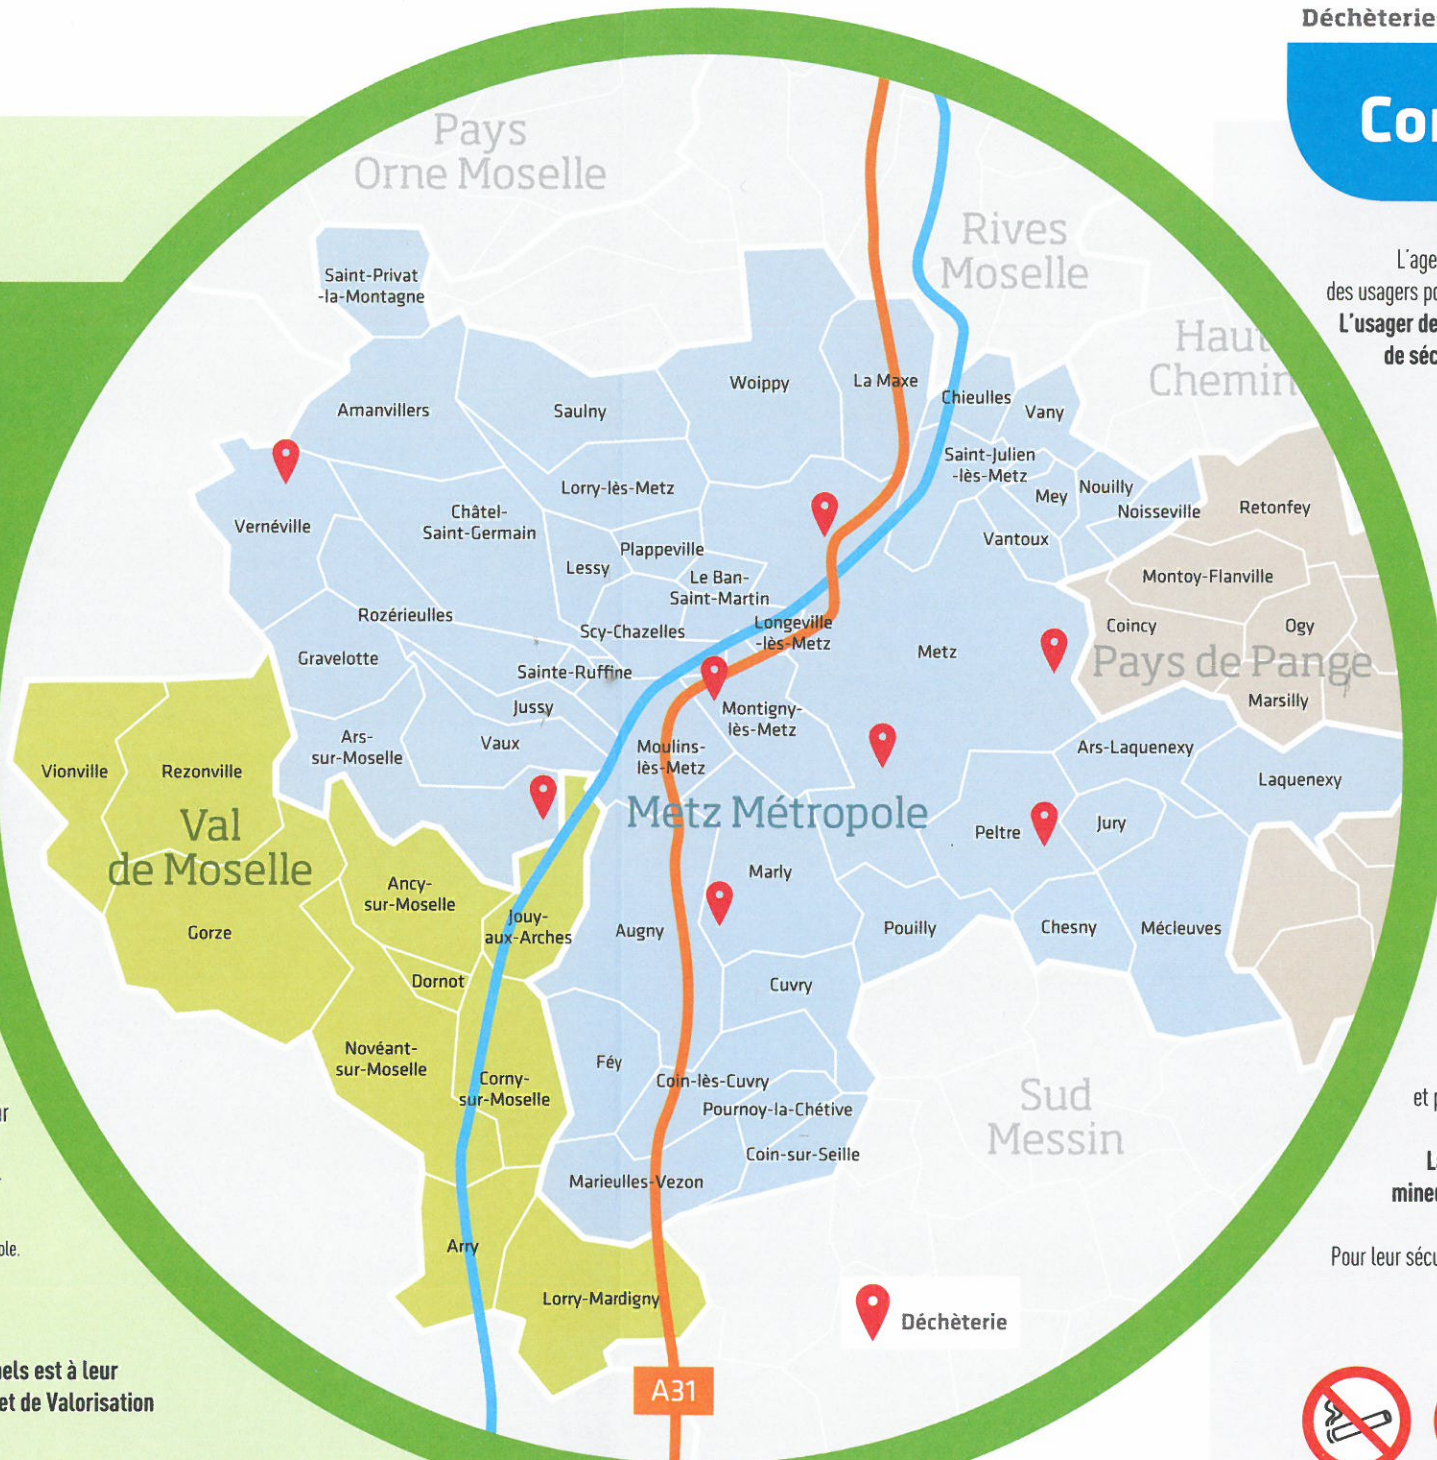 Déchèterie
Pays
Orne Moselle
Rives
Moselle
Haut
Chemin
L'age
des usagers po
L'usager de
de séc
Saint-Privat
-la-Montagne
Amanvillers
Saulny
Woippy
La Maxe
Chieulles
Vany
Saint-Julien
-lès-Metz
Mey
Nouilly
Noisseville
Retonfey
Vernéville
Châtel-
Saint-Germain
Lorry-lès-Metz
Plappeville
Lessy
Le Ban-
Saint-Martin
Vantoux
Montoy-Flanville
Coincy
Ogy
Pays de Pange
Marsilly
Rozérieulles
Scy-Chazelles
Longeville
-lès-Metz
Metz
Gravelotte
Sainte-Ruffine
Jussy
Montigny-
lès-Metz
Ars-
sur-Moselle
Vaux
Moulins-
lès-Metz
Ars-Laquenexy
Laquenexy
Vionville
Rezonville
Val
de Moselle
Metz Métropole
Peltre
Jury
Marly
Ancy-
sur-Moselle
Gorze
Jouy-
aux-Arches
Augny
Pouilly
Chesny
Mécleuves
Dornot
Cuvry
Novéant-
sur-Moselle
Corny-
sur-Moselle
Féy
Coin-lès-Cuvry
Pournoy-la-Chétive
Coin-sur-Seille
Marieulles-Vezon
Sud
Messin
Arry
Lorry-Mardigny
Déchèterie
A31
ole.
nels est à leur
et de Valorisation
et p
mineu
Pour leur sécu